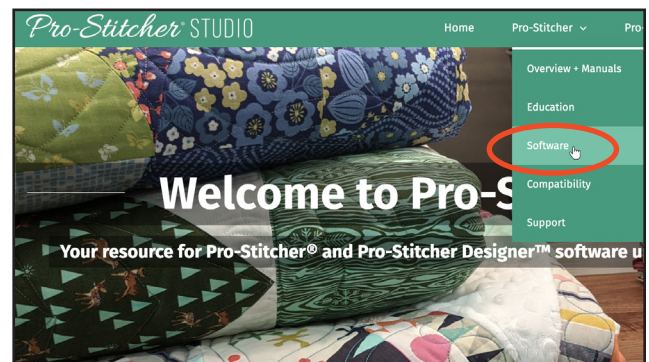 Pro-Stitcher® STUDIO
Home
Pro-Stitcher
Pro-
Overview + Manuals
Education
Software
Compatibility
Support
Welcome to Pro-S
Your resource for Pro-Stitcher® and Pro-Stitcher Designer™ software u